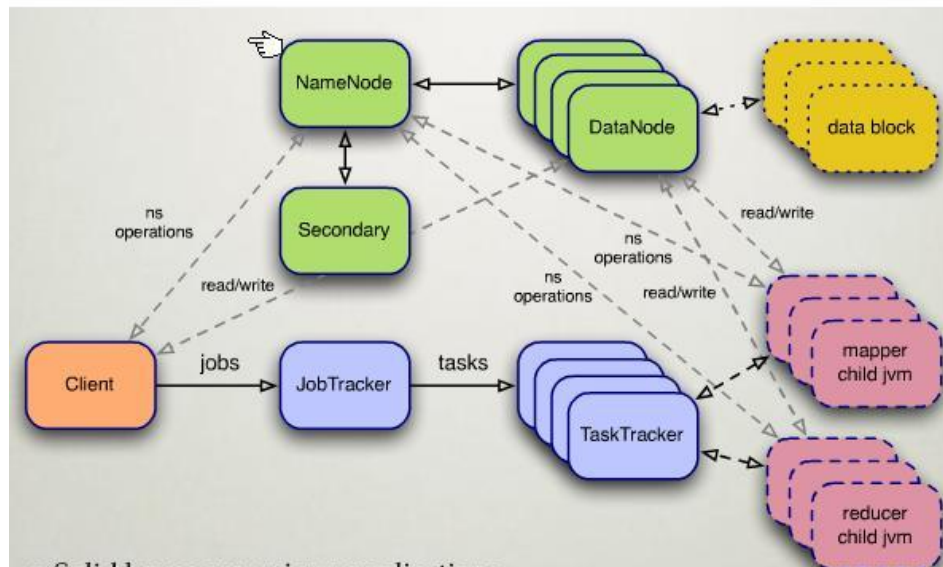 NameNode
DataNode
data block
Secondary
ns
operations
read/write
ns
operations
read/write
ns
operations
read/write
Client
jobs
JobTracker
tasks
TaskTracker
mapper
child jvm
reducer
child jvm